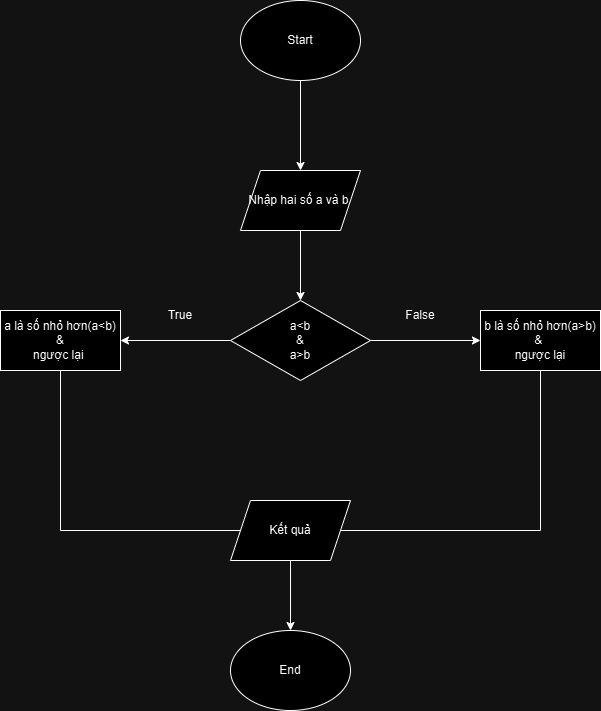 Start
Nhập hai số a và b
True
False
a là số nhỏ hơn(a<b)
&
ngược lại
a<b
&
a>b
b là số nhỏ hơn(a>b)
&
ngược lại
Kết quả
End